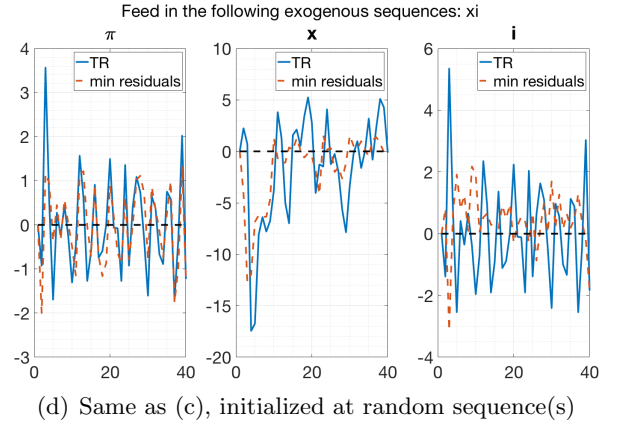 Feed in the following exogenous sequences: xi
π x i
TR
min residuals
TR
min residuals
TR
min residuals
4
3
2
1
0
-1
-2
-3
0 20 40
10
5
0
-5
-10
-15
-20
0 20 40
6
4
2
0
-2
-4
0 20 40
(d) Same as (c), initialized at random sequence(s)